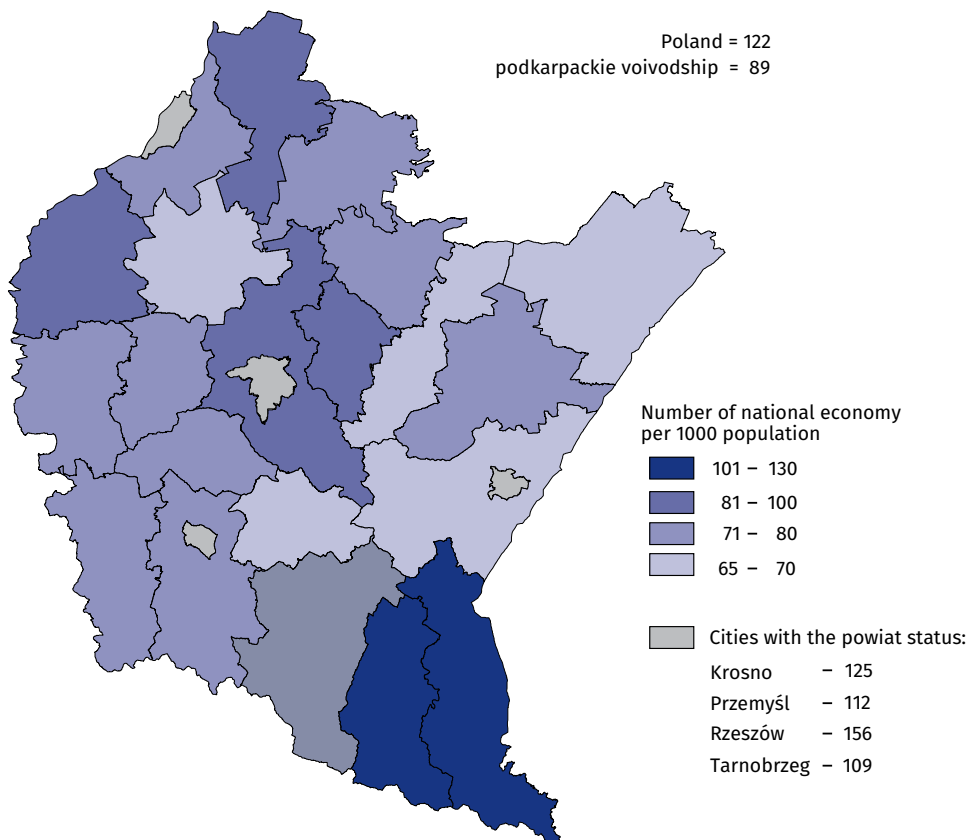 Poland = 122
podkarpackie voivodship = 89
Number of national economy
per 1000 population
101 – 130
81 – 100
71 – 80
65 – 70
Cities with the powiat status:
Krosno – 125
Przemyśl – 112
Rzeszów – 156
Tarnobrzeg – 109